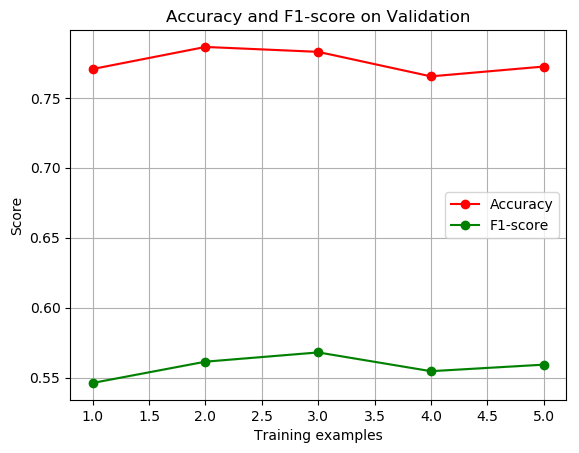 Accuracy and F1-score on Validation
Score
0.75
0.70
0.65
0.60
0.55
Accuracy
F1-score
1.0 1.5 2.0 2.5 3.0 3.5 4.0 4.5 5.0
Training examples